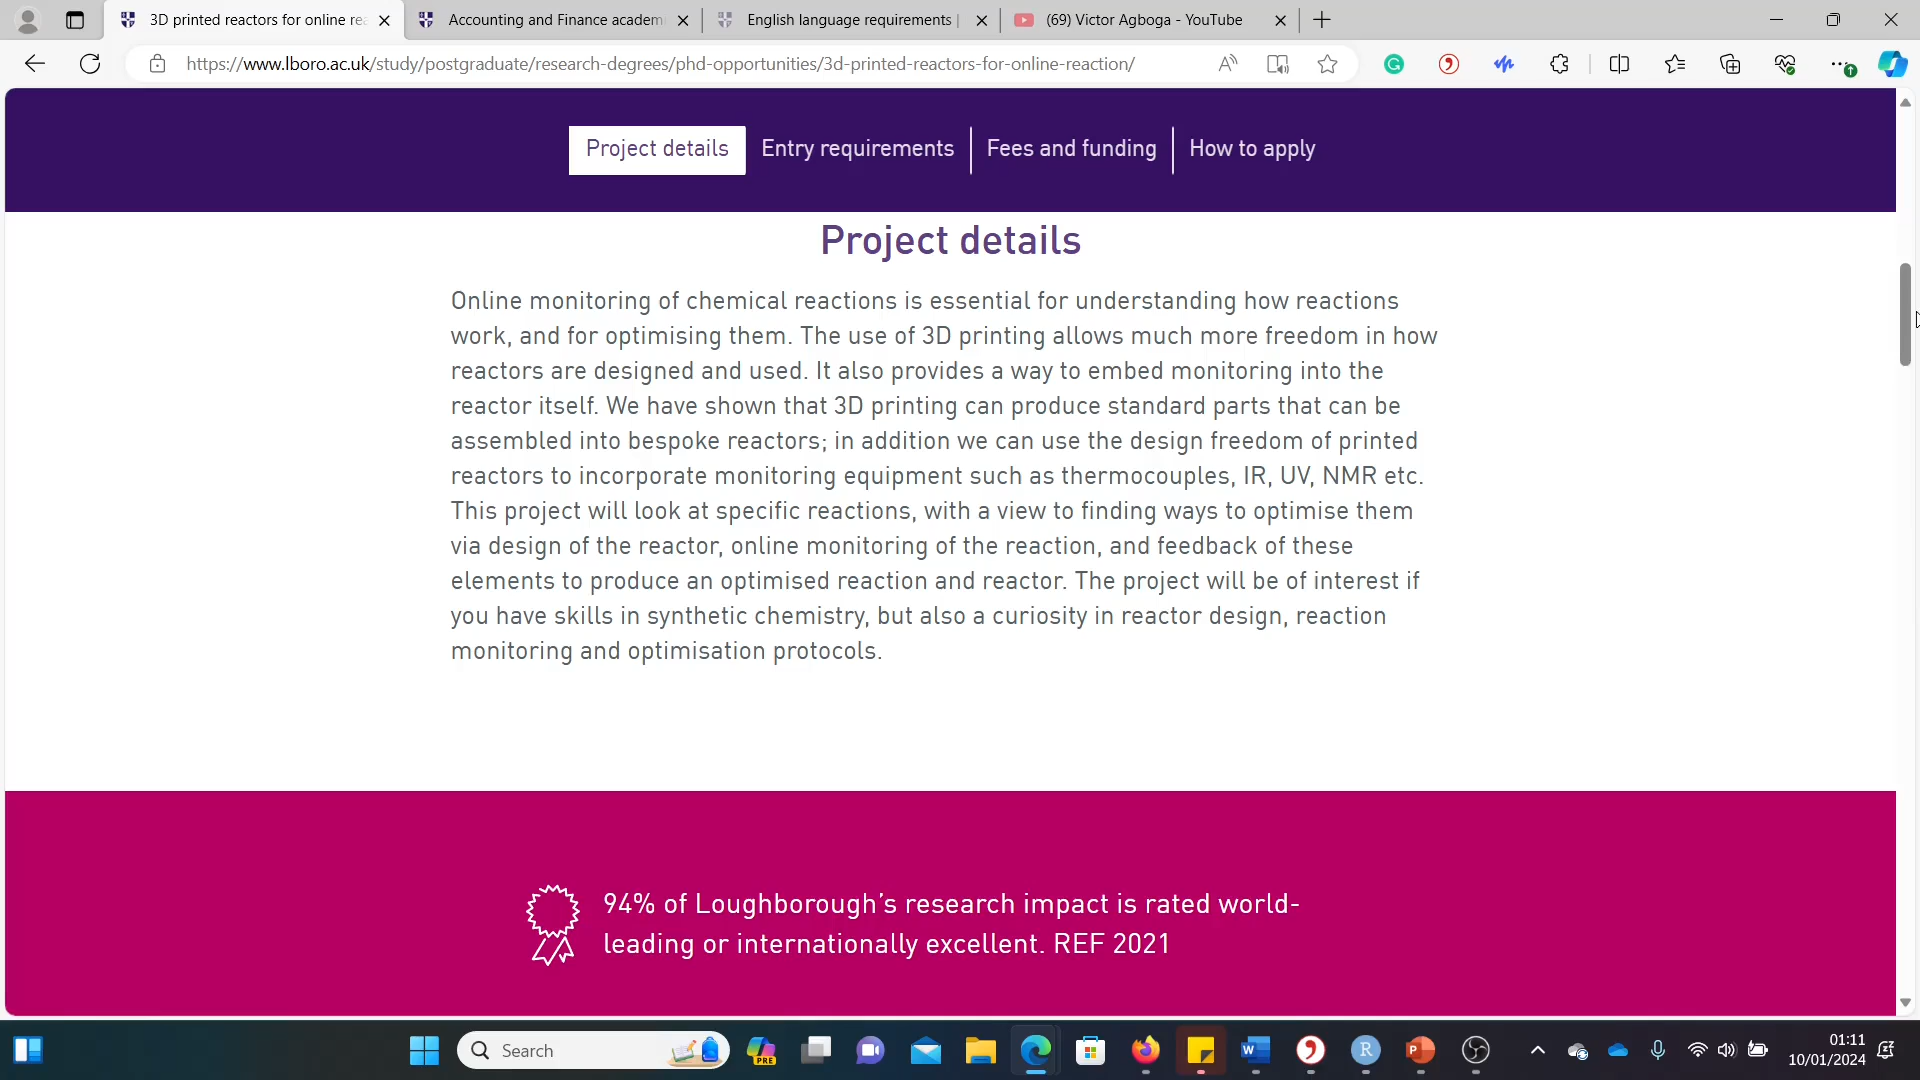 3D printed reactors for online rea
Accounting and Finance academ
English language requirements |
(69) Victor Agboga - YouTube
https://www.lboro.ac.uk/study/postgraduate/research-degrees/phd-opportunities/3d-printed-reactors-for-online-reaction/
Project details
Entry requirements
Fees and funding
How to apply
Project details
Online monitoring of chemical reactions is essential for understanding how reactions
work, and for optimising them. The use of 3D printing allows much more freedom in how
reactors are designed and used. It also provides a way to embed monitoring into the
reactor itself. We have shown that 3D printing can produce standard parts that can be
assembled into bespoke reactors; in addition we can use the design freedom of printed
reactors to incorporate monitoring equipment such as thermocouples, IR, UV, NMR etc.
This project will look at specific reactions, with a view to finding ways to optimise them
via design of the reactor, online monitoring of the reaction, and feedback of these
elements to produce an optimised reaction and reactor. The project will be of interest if
you have skills in synthetic chemistry, but also a curiosity in reactor design, reaction
monitoring and optimisation protocols.
94% of Loughborough's research impact is rated world-
leading or internationally excellent. REF 2021
Search
PRE
01:11
10/01/2024